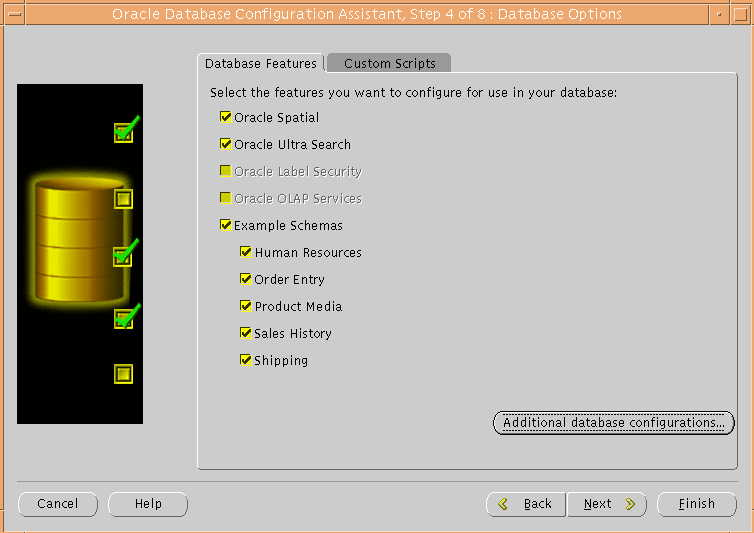 Oracle Database Configuration Assistant, Step 4 of 8 : Database Options
Database Features
Custom Scripts
Select the features you want to configure for use in your database:
Oracle Spatial
Oracle Ultra Search
Oracle Label Security
Oracle OLAP Services
Example Schemas
Human Resources
Order Entry
Product Media
Sales History
Shipping
Additional database configurations...
Cancel
Help
Back
Next
Finish